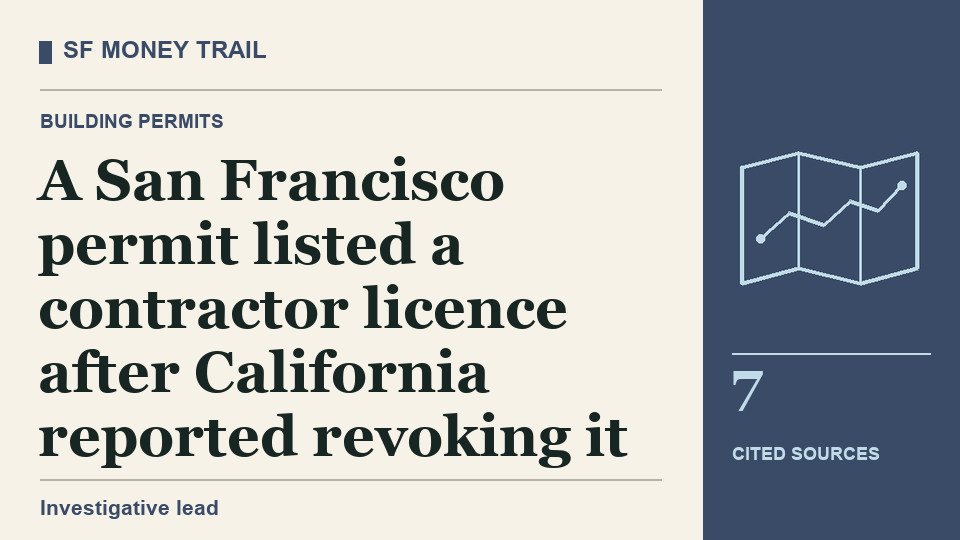 SF MONEY TRAIL
BUILDING PERMITS
A San Francisco
permit listed a
contractor licence
after California
reported revoking it
Investigative lead
7
CITED SOURCES